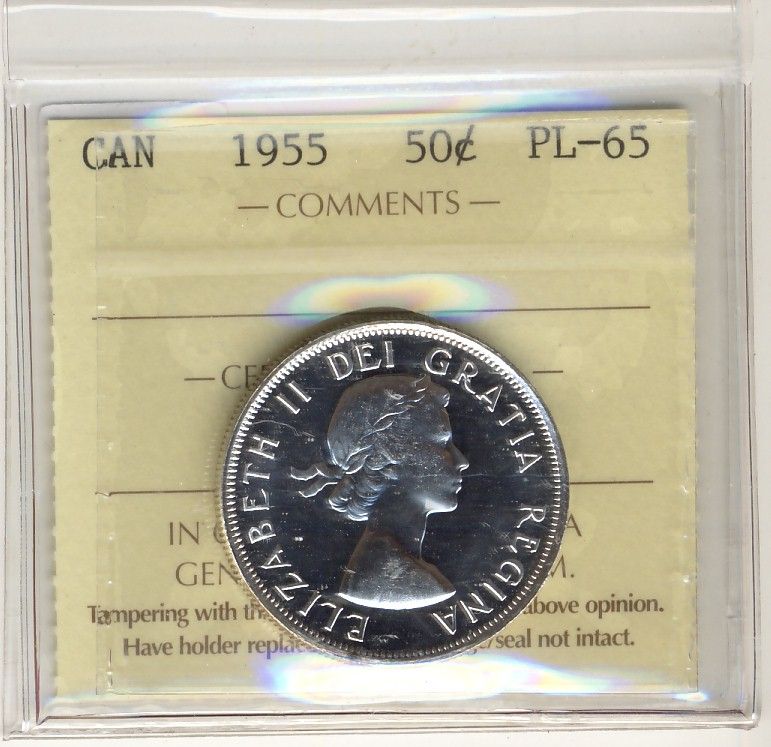 CAN 1955 50¢ PL-65
— COMMENTS —
— CE —
ELIZABETH II DEI GRATIA REGINA
IN A
GEN M.
Tampering with th above opinion.
Have holder replac /seal not intact.